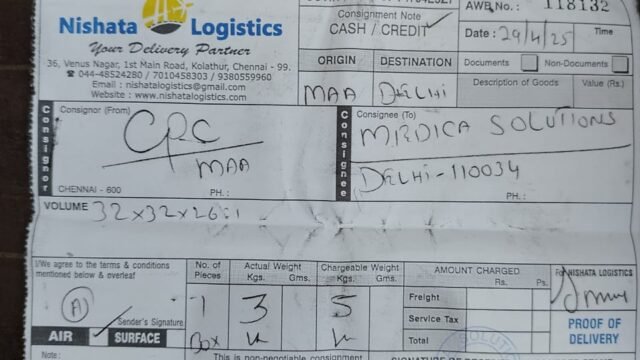 Nishata Logistics
Your Delivery Partner
36, Venus Nagar, 1st Main Road, Kolathur, Chennai - 99.
☎ 044-48524280 / 7010458303 / 9380559960
Email : nishatalogistics@gmail.com
Website : www.nishatalogistics.com
Consignment Note
CASH / CREDIT
AWB No.: 118132
Date : 29/4/25 Time
ORIGIN DESTINATION
MAA DELHI
Documents Non-Documents
Description of Goods Value (Rs.)
Consignor
Consignor (From)
CPC
MAA
CHENNAI - 600 PH. :
Consignee
Consignee (To)
MRDICA SOLUTIONS
DELHI-110034
PH. :
VOLUME 32x32x26:1
I/We agree to the terms & conditions
mentioned below & overleaf
Sender's Signature
AIR SURFACE
No. of Pieces Actual Weight Chargeable Weight
Kgs. Gms. Kgs. Gms.
1 3 5
Box
AMOUNT CHARGED
Rs. Ps.
Freight
Service Tax
Total
For NISHATA LOGISTICS
PROOF OF
DELIVERY
Note :
This is non-negotiable consignment